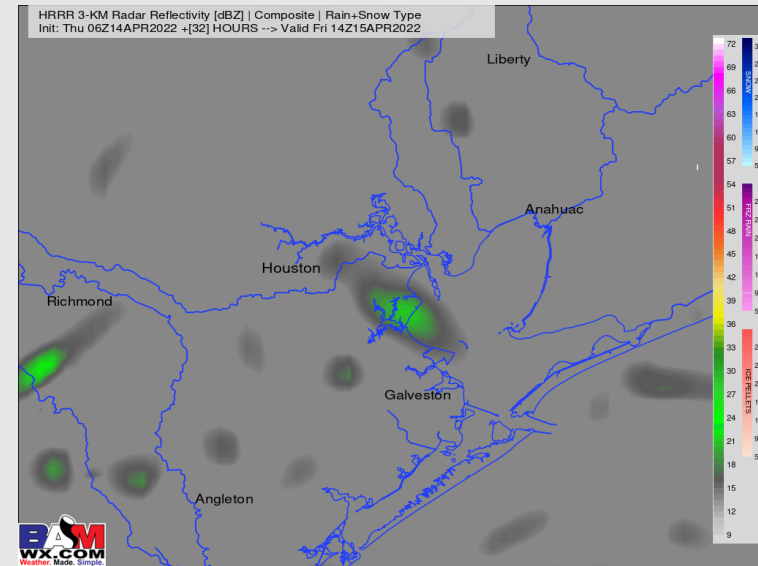 HRRR 3-KM Radar Reflectivity [dBZ] | Composite | Rain+Snow Type
Init: Thu 06Z14APR2022 +[32] HOURS --> Valid Fri 14Z15APR2022
Liberty
Anahuac
Houston
Richmond
Galveston
Angleton
72
69
66
63
60
57
54
51
48
45
42
39
36
33
30
27
24
21
18
15
12
9
SNOW
FRZ RAIN
ICE PELLETS
BAM
WX.COM
Weather. Made. Simple.